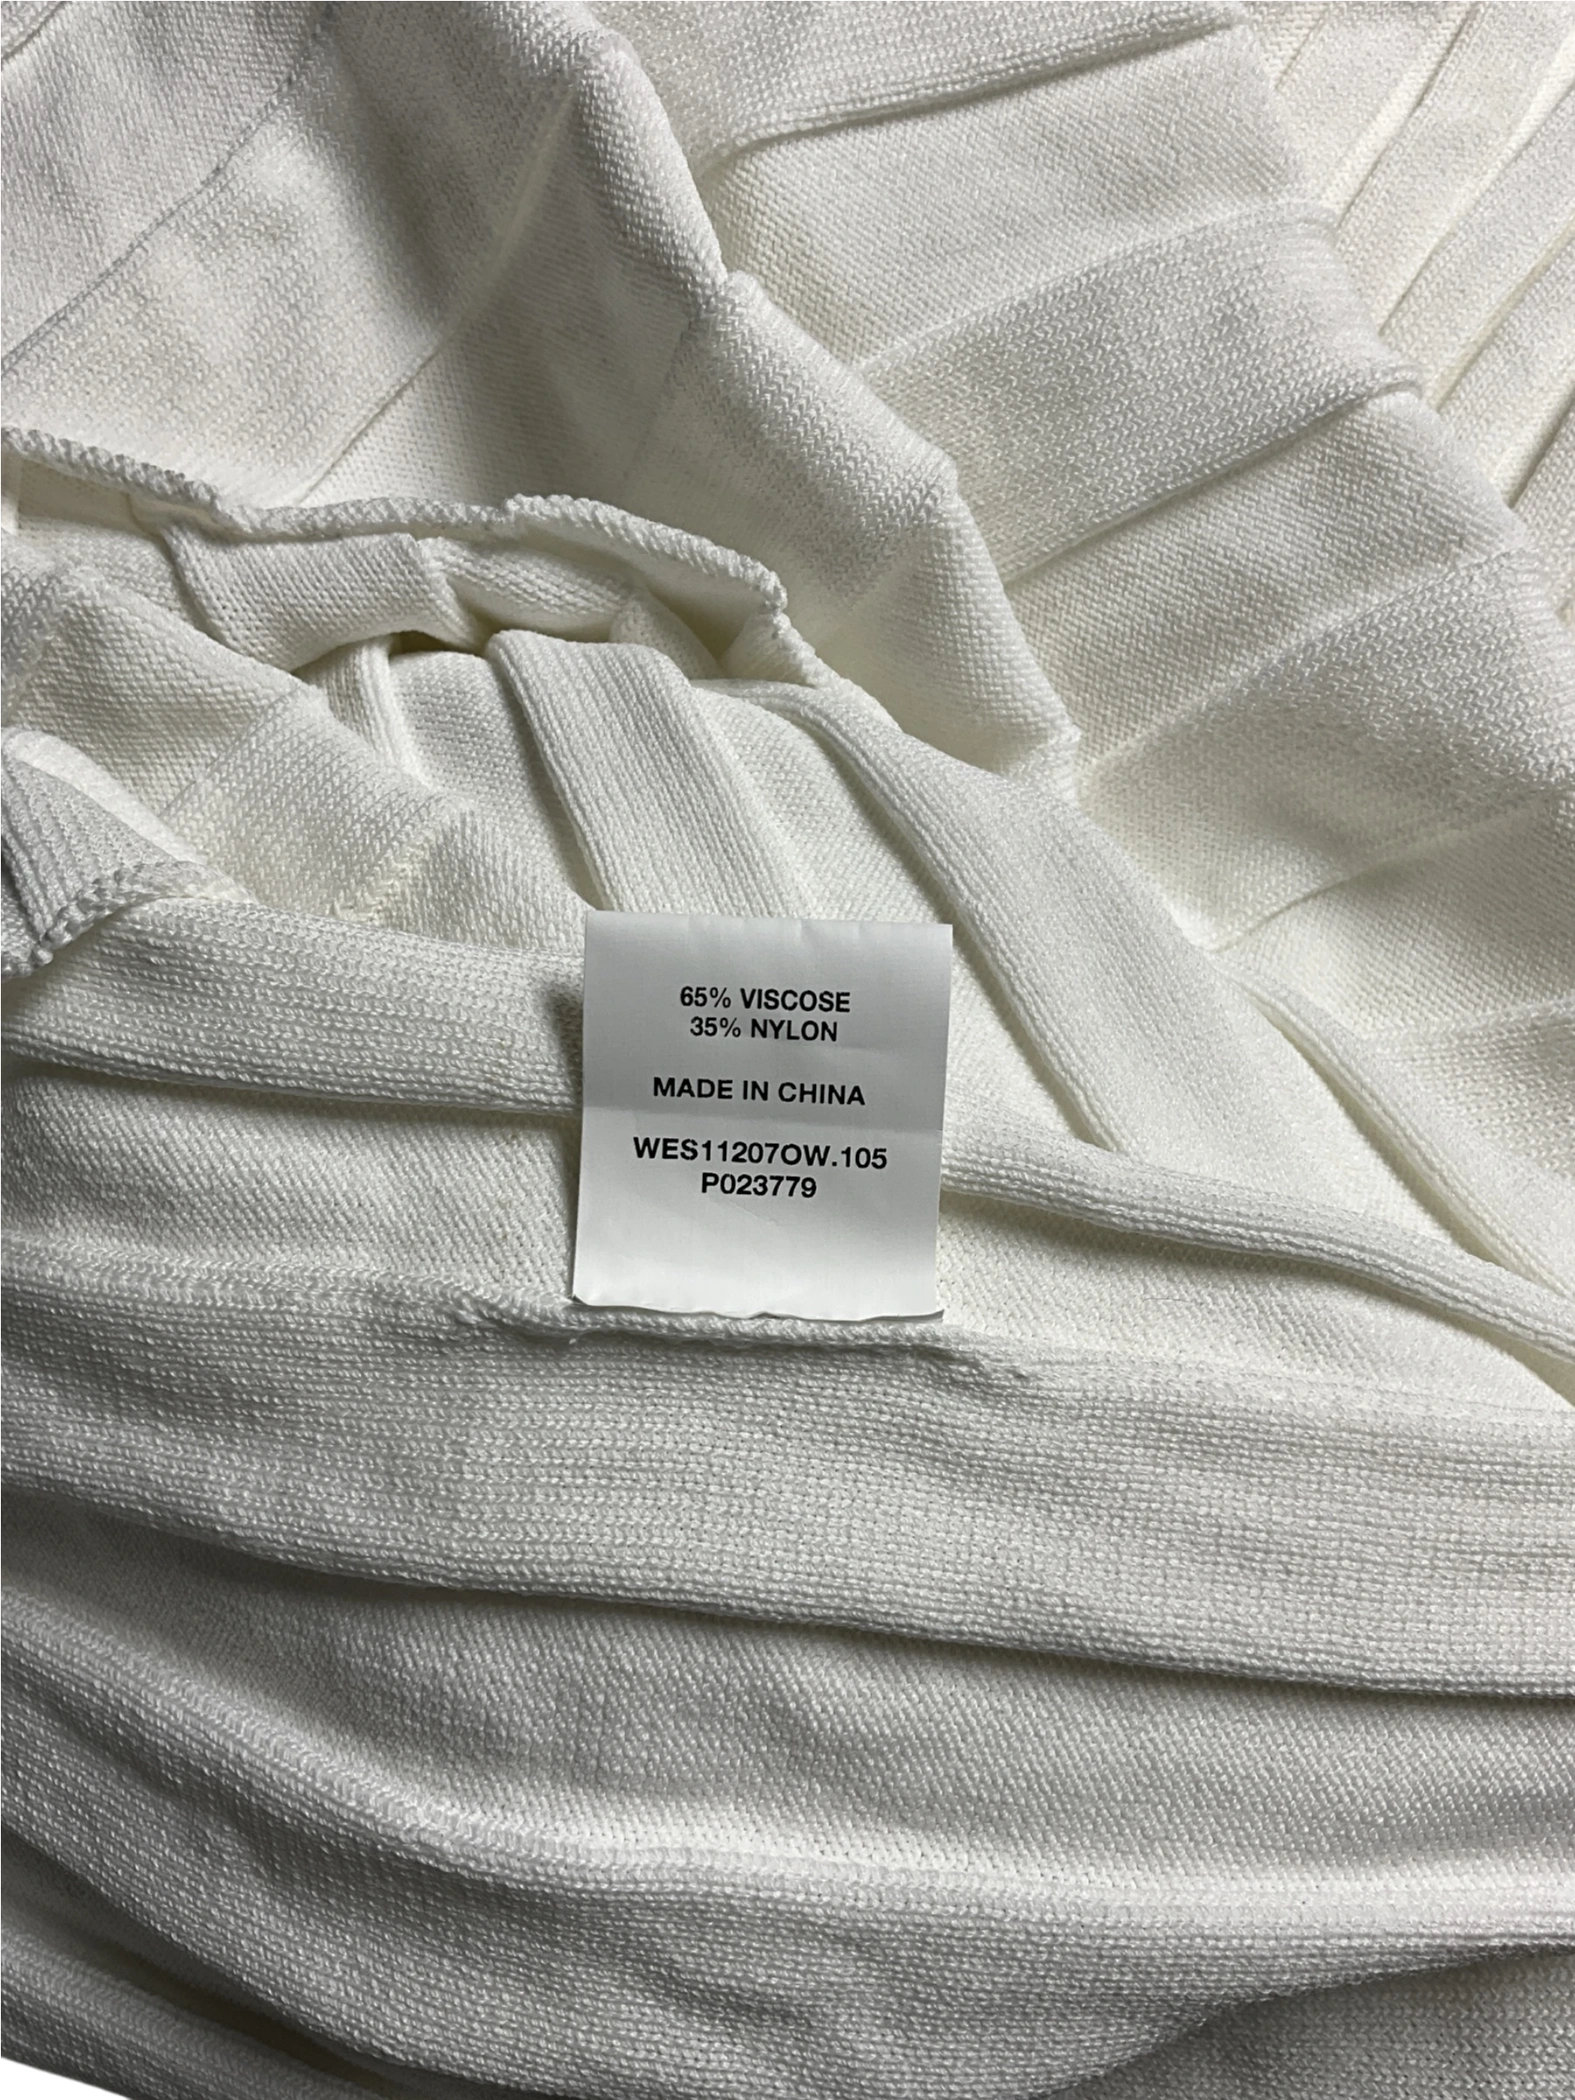 65% VISCOSE
35% NYLON
MADE IN CHINA
WES11207OW.105
P023779